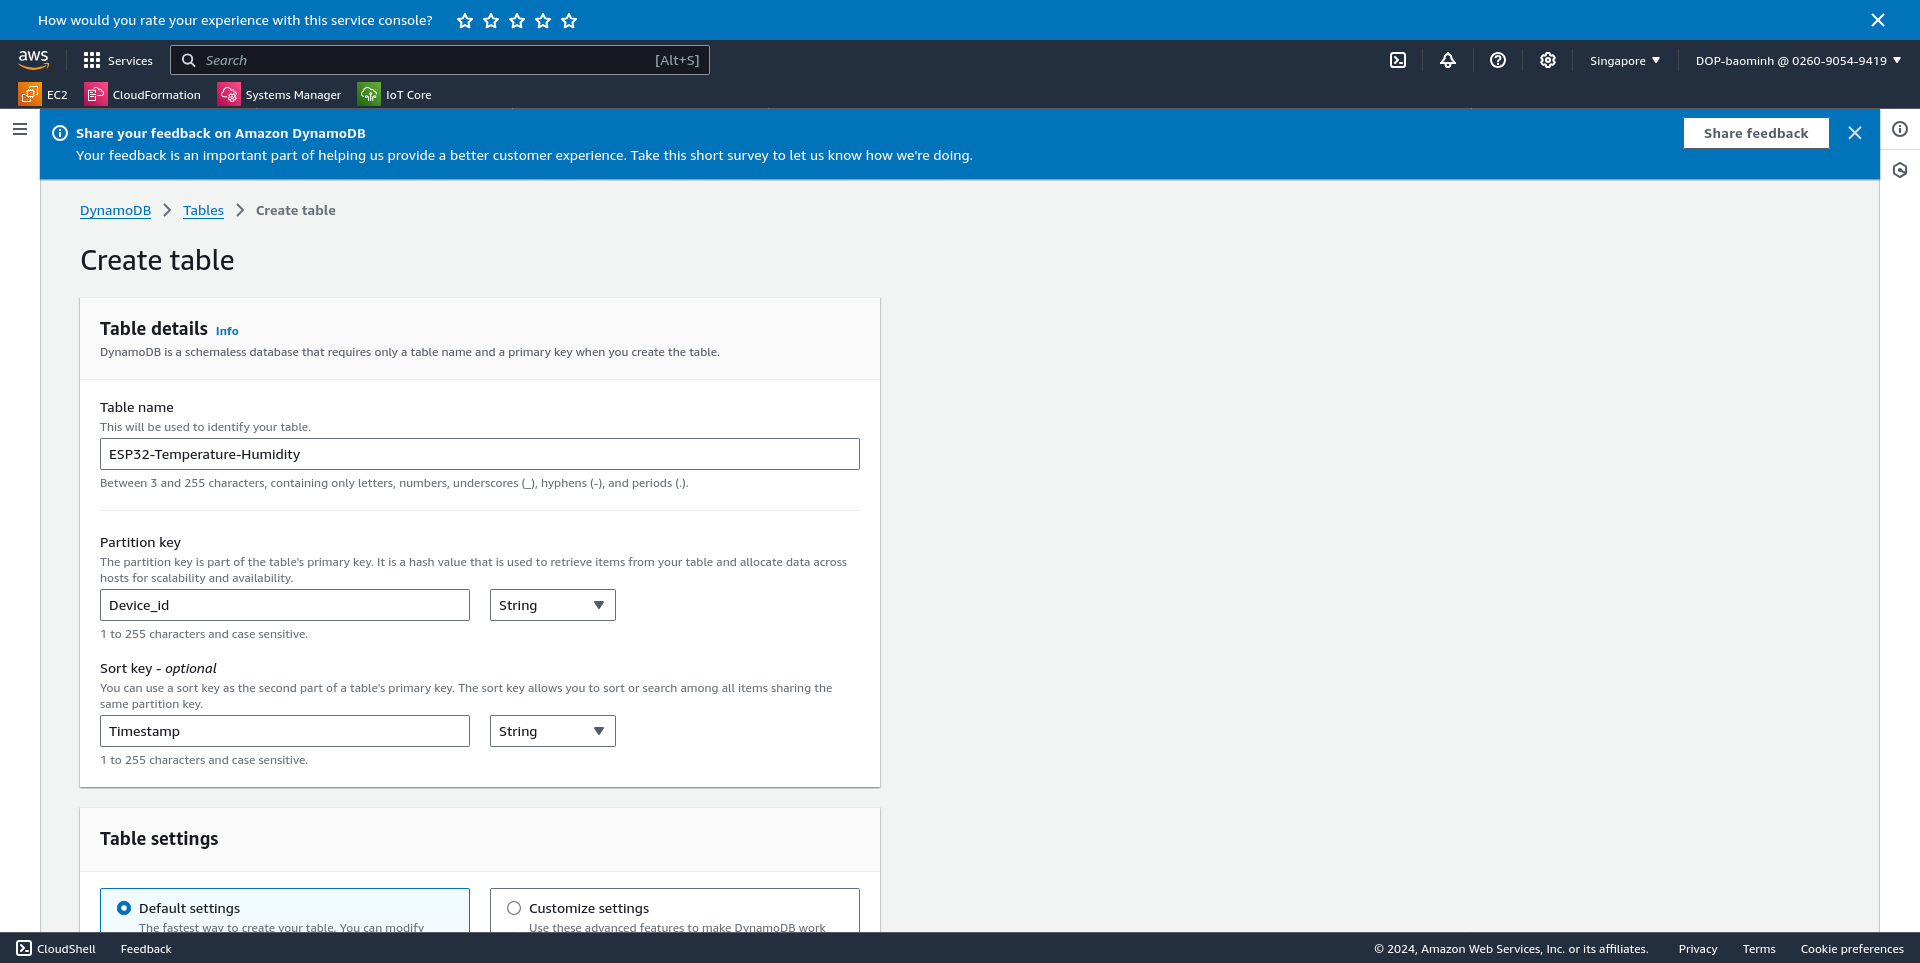 How would you rate your experience with this service console?
aws
Services
Search
[Alt+S]
Singapore
DOP-baominh @ 0260-9054-9419
EC2
CloudFormation
Systems Manager
IoT Core
Share your feedback on Amazon DynamoDB
Your feedback is an important part of helping us provide a better customer experience. Take this short survey to let us know how we're doing.
Share feedback
DynamoDB
Tables
Create table
Create table
Table details Info
DynamoDB is a schemaless database that requires only a table name and a primary key when you create the table.
Table name
This will be used to identify your table.
ESP32-Temperature-Humidity
Between 3 and 255 characters, containing only letters, numbers, underscores (_), hyphens (-), and periods (.).
Partition key
The partition key is part of the table's primary key. It is a hash value that is used to retrieve items from your table and allocate data across
hosts for scalability and availability.
Device_id
String
1 to 255 characters and case sensitive.
Sort key - optional
You can use a sort key as the second part of a table's primary key. The sort key allows you to sort or search among all items sharing the
same partition key.
Timestamp
String
1 to 255 characters and case sensitive.
Table settings
Default settings
The fastest way to create your table. You can modify
Customize settings
Use these advanced features to make DynamoDB work
CloudShell
Feedback
© 2024, Amazon Web Services, Inc. or its affiliates.
Privacy
Terms
Cookie preferences